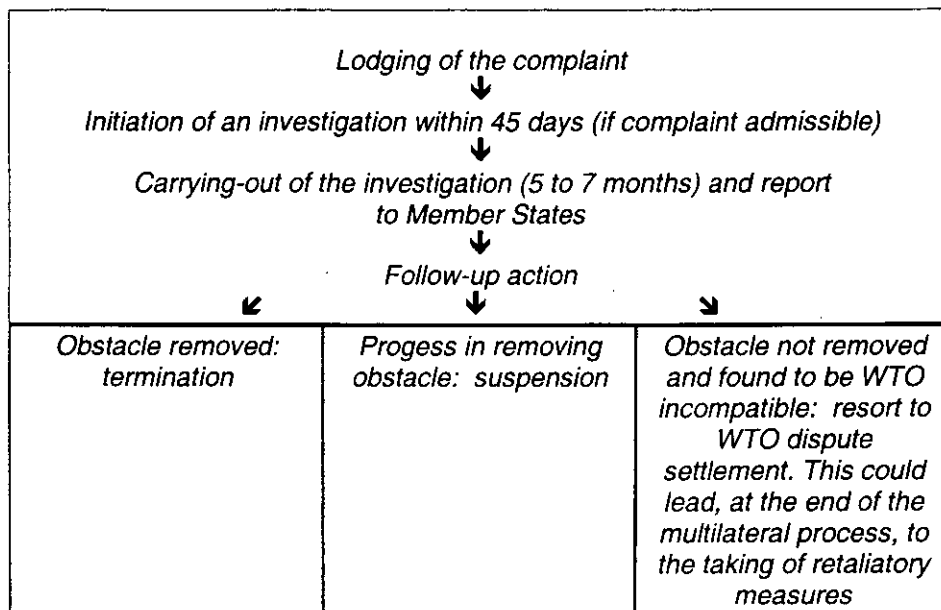 Lodging of the complaint
Initiation of an investigation within 45 days (if complaint admissible)
Carrying-out of the investigation (5 to 7 months) and report
to Member States
Follow-up action
Obstacle removed:
termination
Progess in removing
obstacle: suspension
Obstacle not removed
and found to be WTO
incompatible: resort to
WTO dispute
settlement. This could
lead, at the end of the
multilateral process, to
the taking of retaliatory
measures